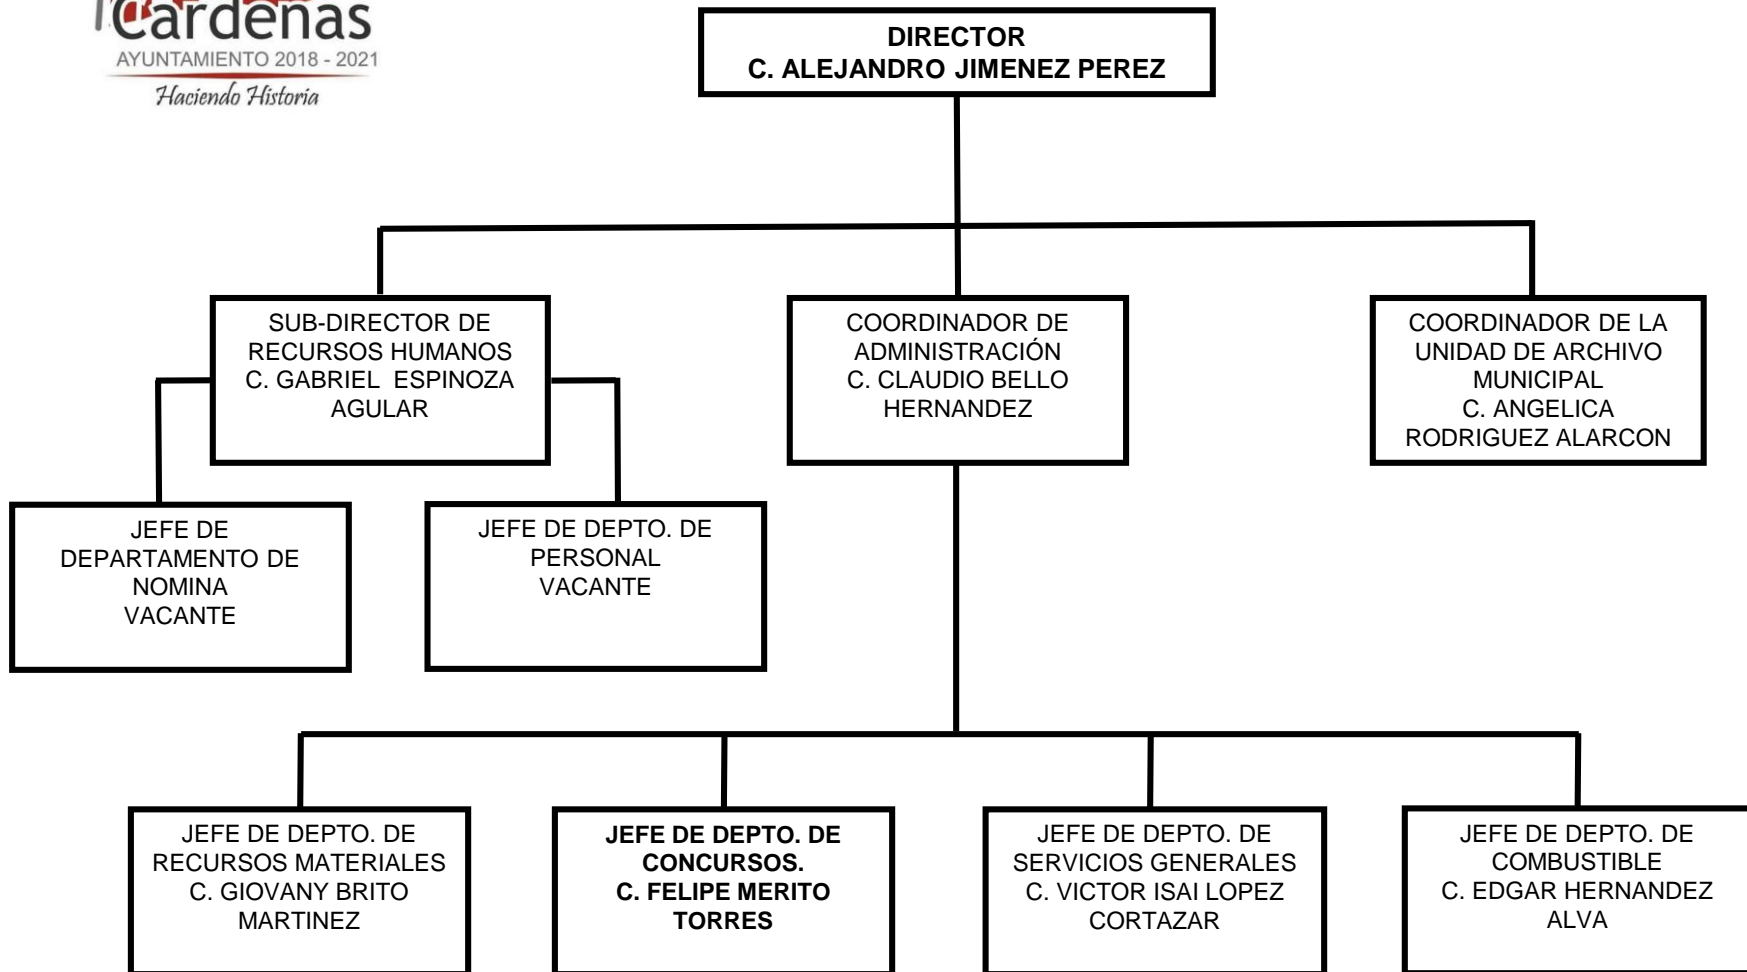 Cárdenas
AYUNTAMIENTO 2018 - 2021
Haciendo Historia
DIRECTOR
C. ALEJANDRO JIMENEZ PEREZ
SUB-DIRECTOR DE
RECURSOS HUMANOS
C. GABRIEL ESPINOZA
AGULAR
COORDINADOR DE
ADMINISTRACIÓN
C. CLAUDIO BELLO
HERNANDEZ
COORDINADOR DE LA
UNIDAD DE ARCHIVO
MUNICIPAL
C. ANGELICA
RODRIGUEZ ALARCON
JEFE DE
DEPARTAMENTO DE
NOMINA
VACANTE
JEFE DE DEPTO. DE
PERSONAL
VACANTE
JEFE DE DEPTO. DE
RECURSOS MATERIALES
C. GIOVANY BRITO
MARTINEZ
JEFE DE DEPTO. DE
CONCURSOS.
C. FELIPE MERITO
TORRES
JEFE DE DEPTO. DE
SERVICIOS GENERALES
C. VICTOR ISAI LOPEZ
CORTAZAR
JEFE DE DEPTO. DE
COMBUSTIBLE
C. EDGAR HERNANDEZ
ALVA